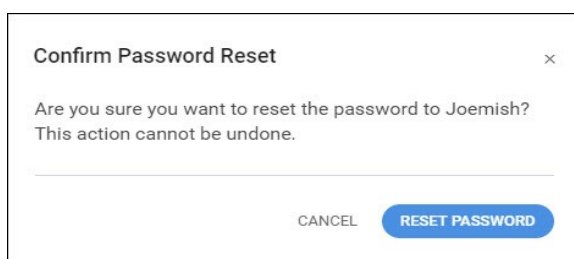 Confirm Password Reset
×
Are you sure you want to reset the password to Joemish?
This action cannot be undone.
CANCEL
RESET PASSWORD